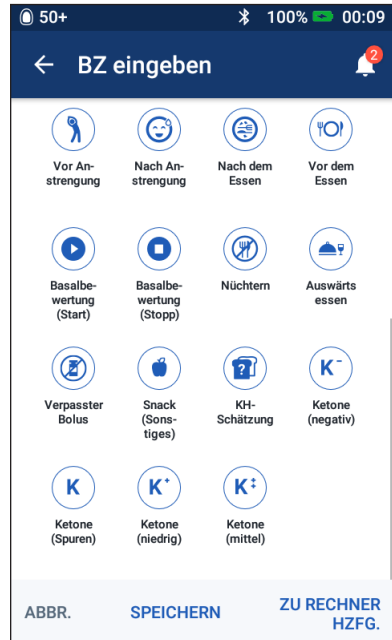 50+ 100% 00:09
BZ eingeben 2
Vor An-
strengung
Nach An-
strengung
Nach dem
Essen
Vor dem
Essen
Basalbe-
wertung
(Start)
Basalbe-
wertung
(Stopp)
Nüchtern
Auswärts
essen
Verpasster
Bolus
Snack
(Sons-
tiges)
?
KH-
Schätzung
K-
Ketone
(negativ)
K
Ketone
(Spuren)
K+
Ketone
(niedrig)
K++
Ketone
(mittel)
ABBR.
SPEICHERN
ZU RECHNER
HZFG.